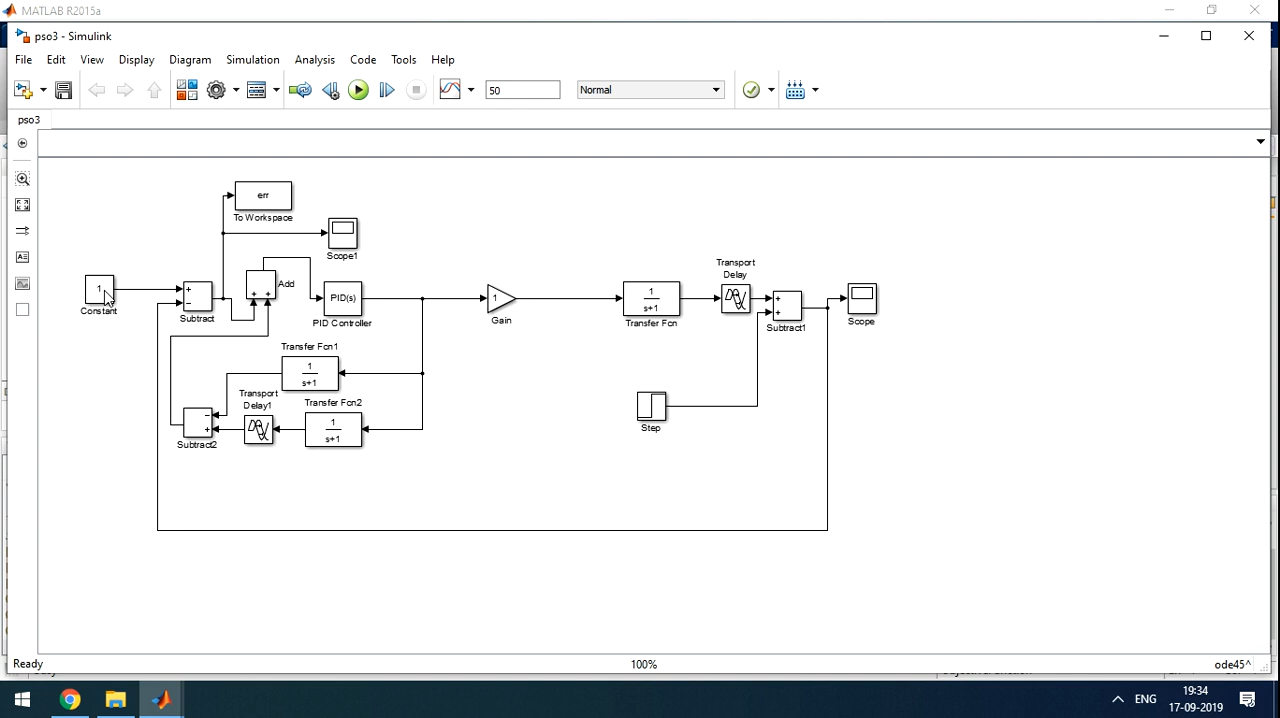 MATLAB R2015a
pso3 - Simulink
File Edit View Display Diagram Simulation Analysis Code Tools Help
50 Normal
pso3
err
To Workspace
Scope1
1
Constant
+
−
Subtract
+ +
Add
PID(s)
PID Controller
1
Gain
1
s+1
Transfer Fcn
Transport
Delay
+
+
Subtract1
Scope
Transfer Fcn1
1
s+1
Transport
Delay1
Transfer Fcn2
1
s+1
−
+
Subtract2
Step
Ready 100% ode45^
ENG
19:34
17-09-2019